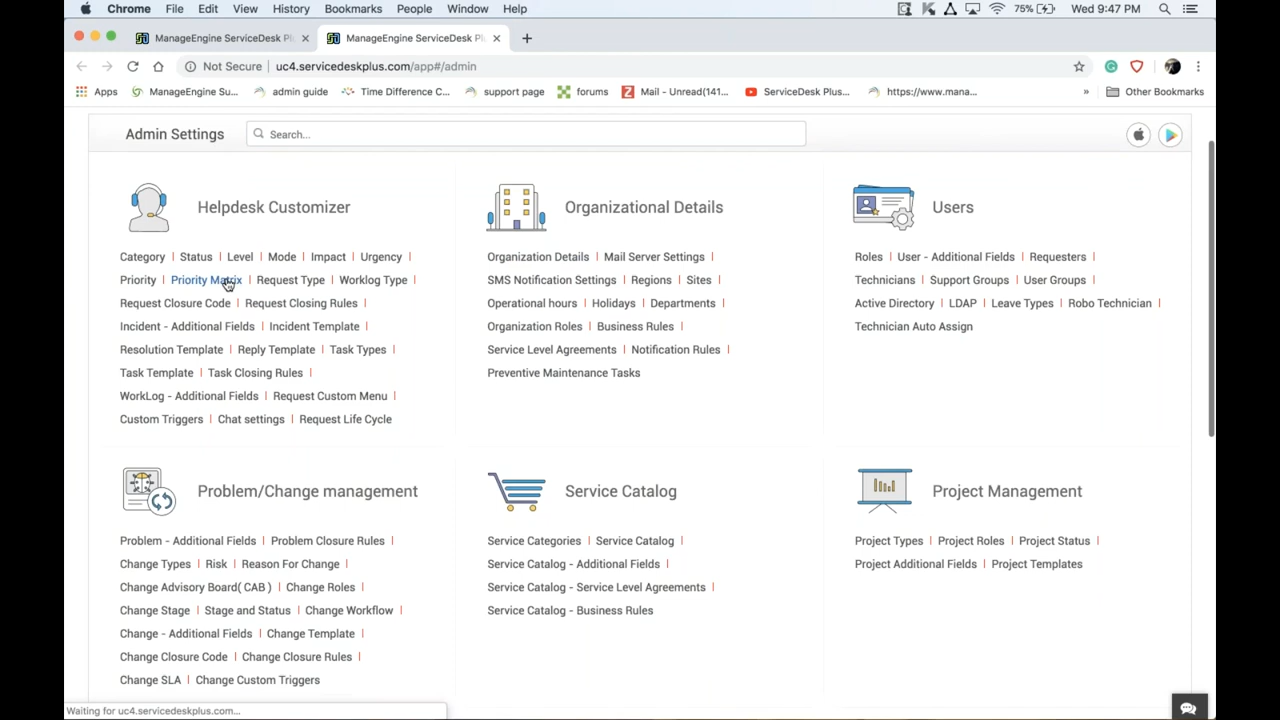 Chrome File Edit View History Bookmarks People Window Help 75% Wed 9:47 PM
ManageEngine ServiceDesk Pl ManageEngine ServiceDesk Pl
Not Secure uc4.servicedeskplus.com/app#/admin
Apps ManageEngine Su... admin guide Time Difference C... support page forums Mail - Unread(141... ServiceDesk Plus... https://www.mana... » Other Bookmarks
Admin Settings Search...
Helpdesk Customizer
Category | Status | Level | Mode | Impact | Urgency |
Priority | Priority Matrix | Request Type | Worklog Type |
Request Closure Code | Request Closing Rules |
Incident - Additional Fields | Incident Template |
Resolution Template | Reply Template | Task Types |
Task Template | Task Closing Rules |
WorkLog - Additional Fields | Request Custom Menu |
Custom Triggers | Chat settings | Request Life Cycle
Organizational Details
Organization Details | Mail Server Settings |
SMS Notification Settings | Regions | Sites |
Operational hours | Holidays | Departments |
Organization Roles | Business Rules |
Service Level Agreements | Notification Rules |
Preventive Maintenance Tasks
Users
Roles | User - Additional Fields | Requesters |
Technicians | Support Groups | User Groups |
Active Directory | LDAP | Leave Types | Robo Technician |
Technician Auto Assign
Problem/Change management
Problem - Additional Fields | Problem Closure Rules |
Change Types | Risk | Reason For Change |
Change Advisory Board( CAB ) | Change Roles |
Change Stage | Stage and Status | Change Workflow |
Change - Additional Fields | Change Template |
Change Closure Code | Change Closure Rules |
Change SLA | Change Custom Triggers
Service Catalog
Service Categories | Service Catalog |
Service Catalog - Additional Fields |
Service Catalog - Service Level Agreements |
Service Catalog - Business Rules
Project Management
Project Types | Project Roles | Project Status |
Project Additional Fields | Project Templates
Waiting for uc4.servicedeskplus.com...